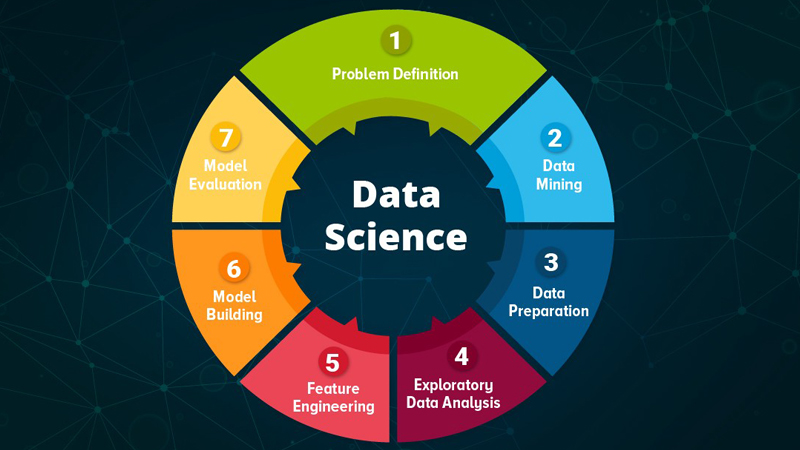 1
Problem Definition
2
Data
Mining
3
Data
Preparation
4
Exploratory
Data Analysis
5
Feature
Engineering
6
Model
Building
7
Model
Evaluation
Data
Science